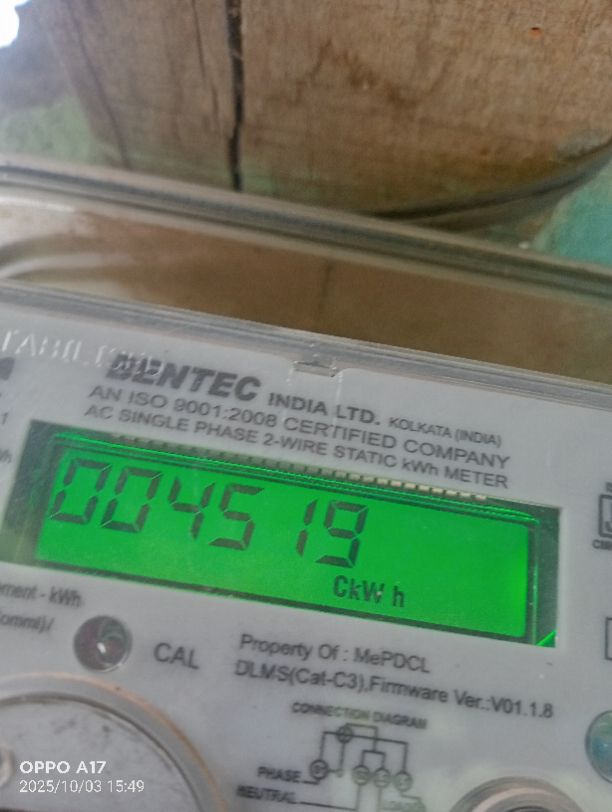 BENTEC INDIA LTD. KOLKATA (INDIA)
AN ISO 9001:2008 CERTIFIED COMPANY
AC SINGLE PHASE 2-WIRE STATIC kWh METER
004519
CkW h
CAL
Property Of : MePDCL
DLMS(Cat-C3),Firmware Ver.:V01.1.8
CONNECTION DIAGRAM
PHASE
NEUTRAL
OPPO A17
2025/10/03 15:49